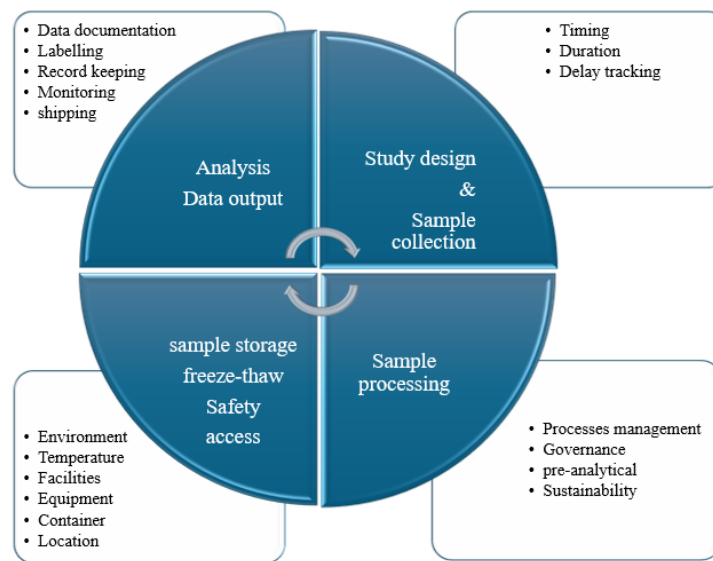 • Data documentation
• Labelling
• Record keeping
• Monitoring
• shipping
• Timing
• Duration
• Delay tracking
Analysis
Data output
Study design
&
Sample
collection
sample storage
freeze-thaw
Safety
access
Sample
processing
• Environment
• Temperature
• Facilities
• Equipment
• Container
• Location
• Processes management
• Governance
• pre-analytical
• Sustainability